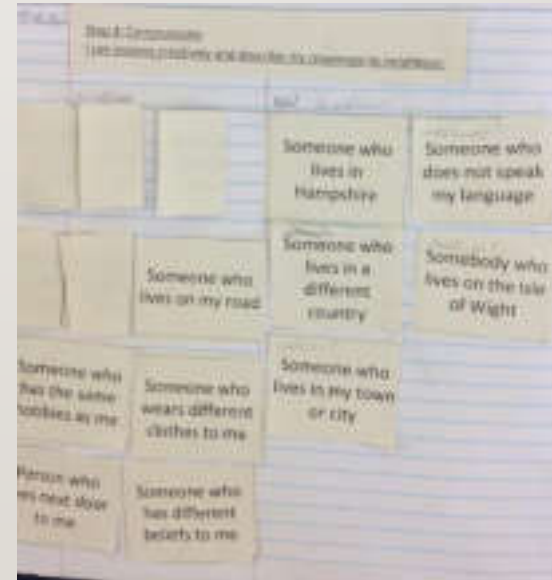 Step 1: Communicate
Someone who
lives in
Hampshire
Someone who
does not speak
my language
Someone who
lives on my road
Someone who
lives in a
different
country
Somebody who
lives on the Isle
of Wight
Someone who
has the same
hobbies as me
Someone who
wears different
clothes to me
Someone who
lives in my town
or city
Person who
next door
to me
Someone who
has different
beliefs to me